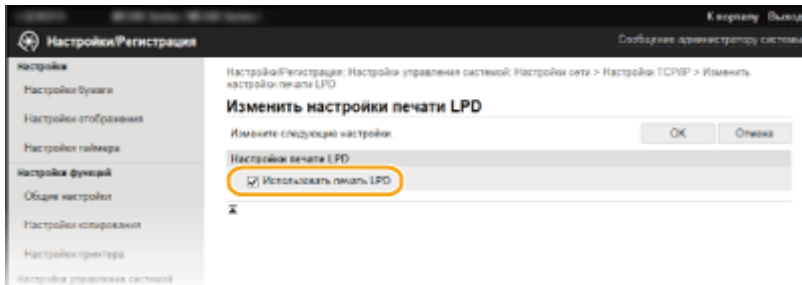 К порталу Выход
Настройки/Регистрация
Сообщение администратору системы
Настройки
Настройки бумаги
Настройки отображения
Настройки таймера
Настройки функций
Общие настройки
Настройки копирования
Настройки принтера
Настройки управления системой
Настройки/Регистрация: Настройки управления системой: Настройки сети > Настройки TCP/IP > Изменить
настройки печати LPD
Изменить настройки печати LPD
Измените следующие настройки.
OK Отмена
Настройки печати LPD
Использовать печать LPD